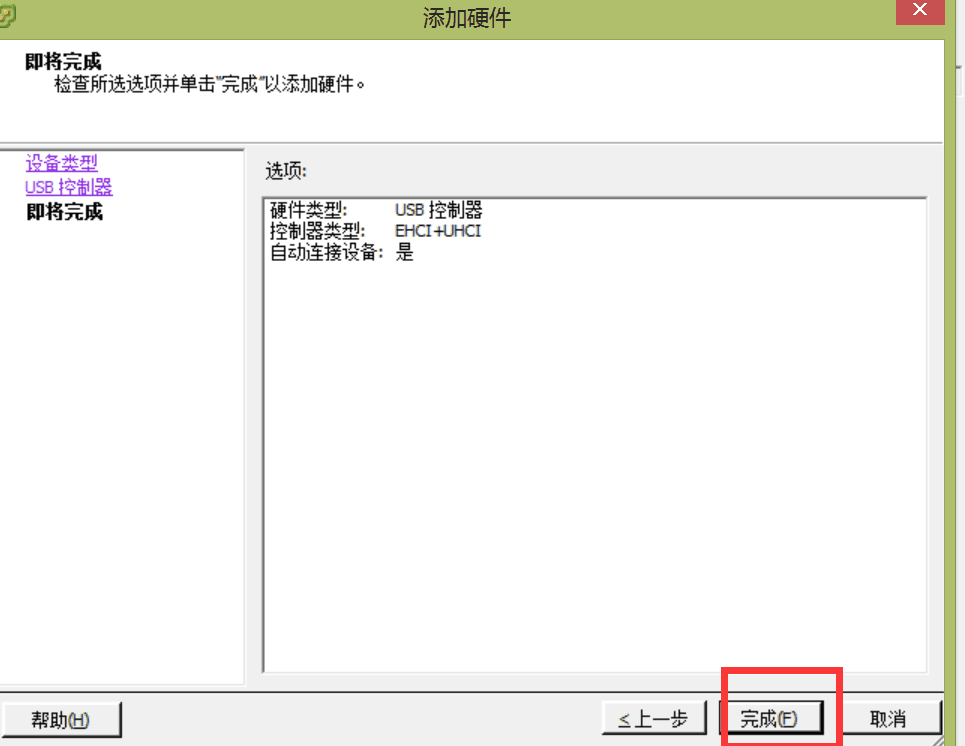 添加硬件
即将完成
检查所选选项并单击"完成"以添加硬件。
设备类型
USB 控制器
即将完成
选项:
硬件类型: USB 控制器
控制器类型: EHCI+UHCI
自动连接设备: 是
帮助(H)
≤上一步
完成(F)
取消